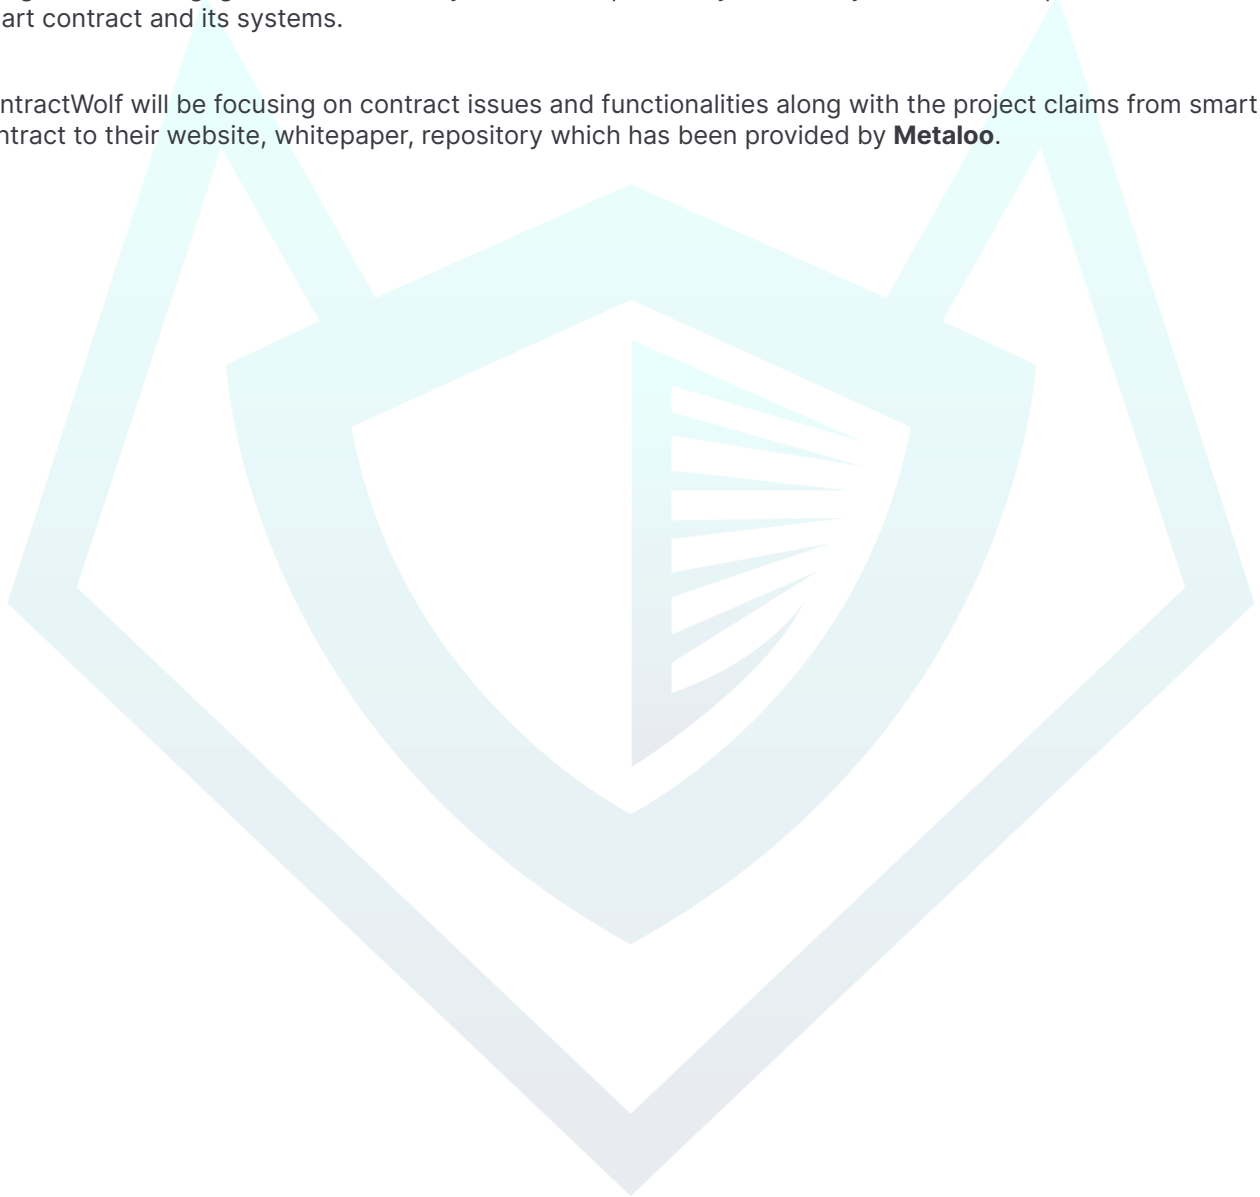 art contract and its systems.
ntractWolf will be focusing on contract issues and functionalities along with the project claims from smart
ntract to their website, whitepaper, repository which has been provided by Metaloo.